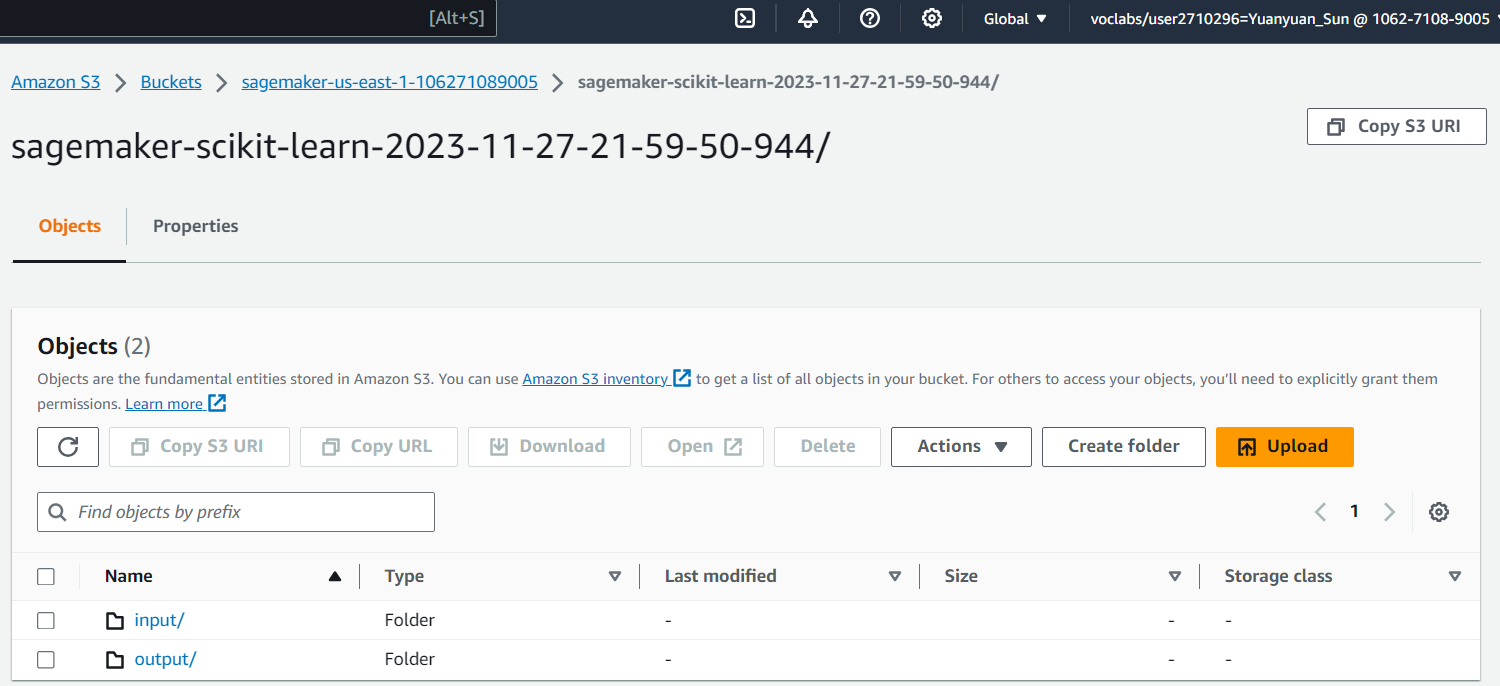 [Alt+S] Global voclabs/user2710296=Yuanyuan_Sun @ 1062-7108-9005
Amazon S3 Buckets sagemaker-us-east-1-106271089005 sagemaker-scikit-learn-2023-11-27-21-59-50-944/
sagemaker-scikit-learn-2023-11-27-21-59-50-944/
Copy S3 URI
Objects Properties
Objects (2)
Objects are the fundamental entities stored in Amazon S3. You can use Amazon S3 inventory to get a list of all objects in your bucket. For others to access your objects, you'll need to explicitly grant them
permissions. Learn more
Copy S3 URI Copy URL Download Open Delete Actions Create folder Upload
Find objects by prefix 1
Name Type Last modified Size Storage class
input/ Folder - - -
output/ Folder - - -